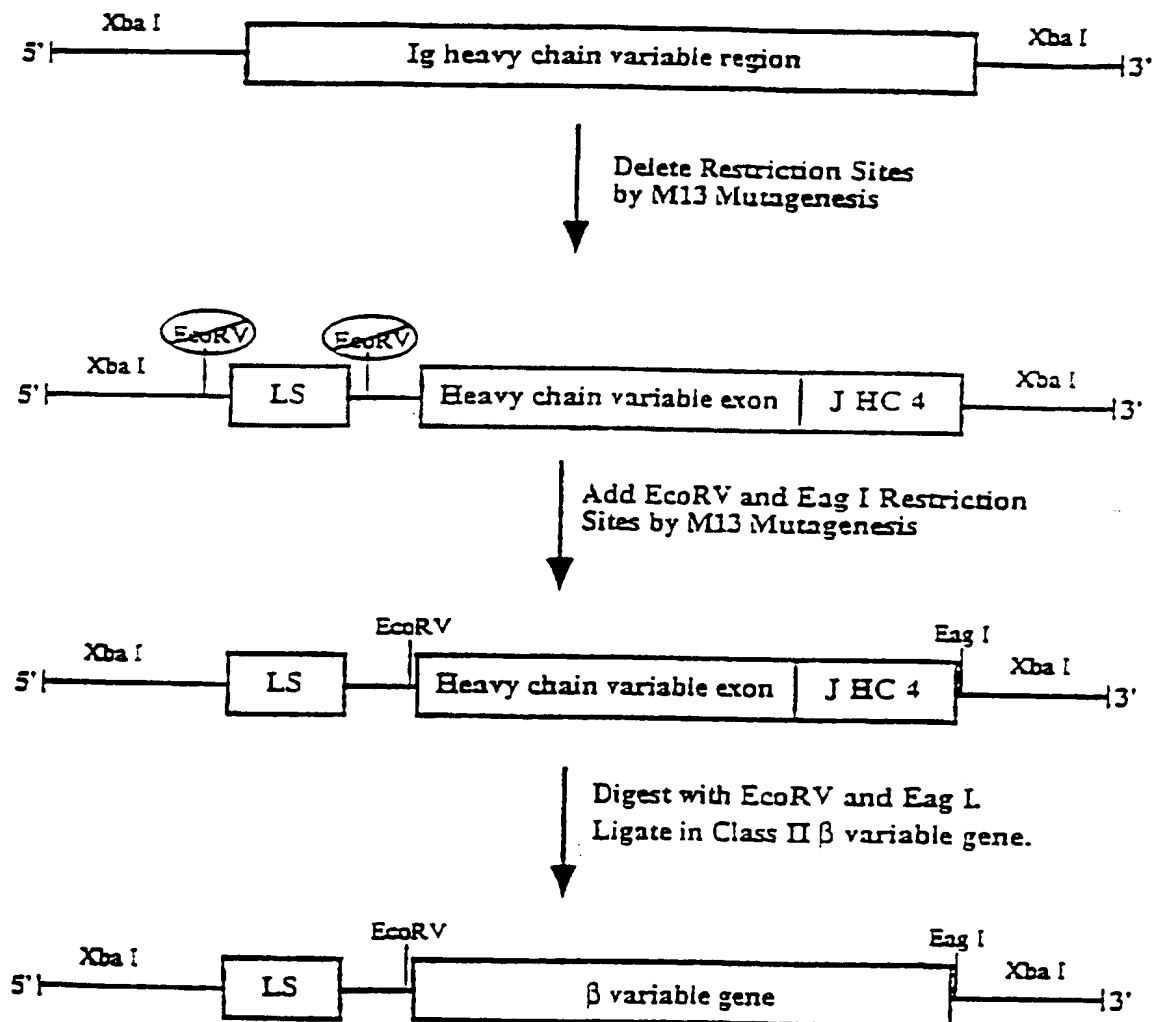 Xba I
Xba I
5' Ig heavy chain variable region 3'
Delete Restriction Sites
by M13 Mutagenesis
EcoRV EcoRV
Xba I Xba I
5' LS Heavy chain variable exon J HC 4 3'
Add EcoRV and Eag I Restriction
Sites by M13 Mutagenesis
EcoRV Eag I
Xba I Xba I
5' LS Heavy chain variable exon J HC 4 3'
Digest with EcoRV and Eag I.
Ligate in Class II β variable gene.
EcoRV Eag I
Xba I Xba I
5' LS β variable gene 3'